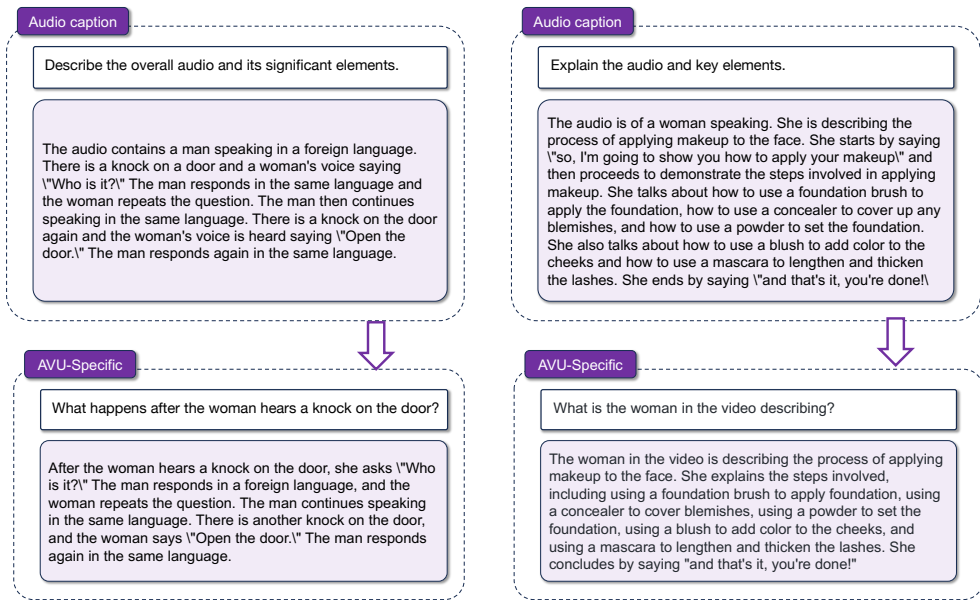 Audio caption
Describe the overall audio and its significant elements.
The audio contains a man speaking in a foreign language.
There is a knock on a door and a woman's voice saying
\"Who is it?\" The man responds in the same language and
the woman repeats the question. The man then continues
speaking in the same language. There is a knock on the door
again and the woman's voice is heard saying \"Open the
door.\" The man responds again in the same language.
AVU-Specific
What happens after the woman hears a knock on the door?
After the woman hears a knock on the door, she asks \"Who
is it?\" The man responds in a foreign language, and the
woman repeats the question. The man continues speaking
in the same language. There is another knock on the door,
and the woman says \"Open the door.\" The man responds
again in the same language.
Audio caption
Explain the audio and key elements.
The audio is of a woman speaking. She is describing the
process of applying makeup to the face. She starts by saying
\"so, I'm going to show you how to apply your makeup\" and
then proceeds to demonstrate the steps involved in applying
makeup. She talks about how to use a foundation brush to
apply the foundation, how to use a concealer to cover up any
blemishes, and how to use a powder to set the foundation.
She also talks about how to use a blush to add color to the
cheeks and how to use a mascara to lengthen and thicken
the lashes. She ends by saying \"and that's it, you're done!\
AVU-Specific
What is the woman in the video describing?
The woman in the video is describing the process of applying
makeup to the face. She explains the steps involved,
including using a foundation brush to apply foundation, using
a concealer to cover blemishes, using a powder to set the
foundation, using a blush to add color to the cheeks, and
using a mascara to lengthen and thicken the lashes. She
concludes by saying "and that's it, you're done!"